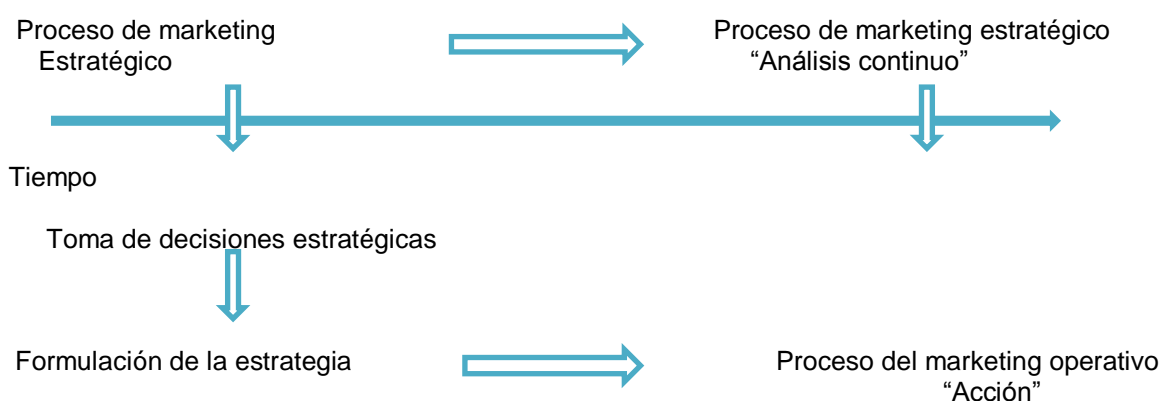 Proceso de marketing
Estratégico
Proceso de marketing estratégico
“Análisis continuo”
Tiempo
Toma de decisiones estratégicas
Formulación de la estrategia
Proceso del marketing operativo
“Acción”